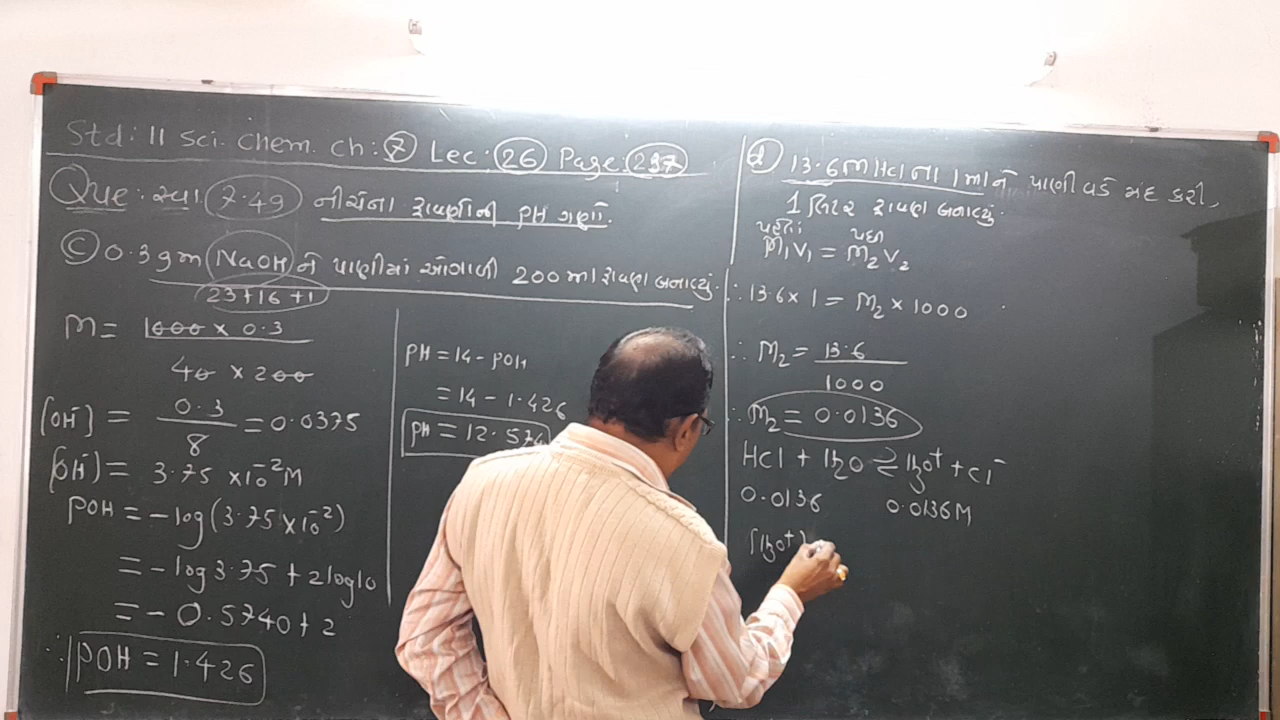 Std: 11 Sci. Chem. Ch: 7 Lec: 26 Page: 237
Que: સ્વા. 7.49 નીચેના દ્રાવણોની PH ગણો.
C 0.3 gm NaOH ને પાણીમાં ઓગાળી 200 ml દ્રાવણ બનાવ્યું.
23+16+1
M = 1000 × 0.3
40 × 200
[OH⁻] = 0.3 / 8 = 0.0375
[OH⁻] = 3.75 × 10⁻² M
POH = -log(3.75 × 10⁻²)
= -log 3.75 + 2log10
= - 0.5740 + 2
∴ POH = 1.426
PH = 14 - POH
= 14 - 1.426
PH = 12.574
d 13.6 M HCl ના 1 ml ને પાણી વડે મંદ કરી,
1 લિટર દ્રાવણ બનાવ્યું.
પહેલાં પછી
M₁V₁ = M₂V₂
∴ 13.6 × 1 = M₂ × 1000
∴ M₂ = 13.6 / 1000
∴ M₂ = 0.0136
HCl + H₂O ⇌ H₃O⁺ + Cl⁻
0.0136 0.0136 M
[H₃O⁺]